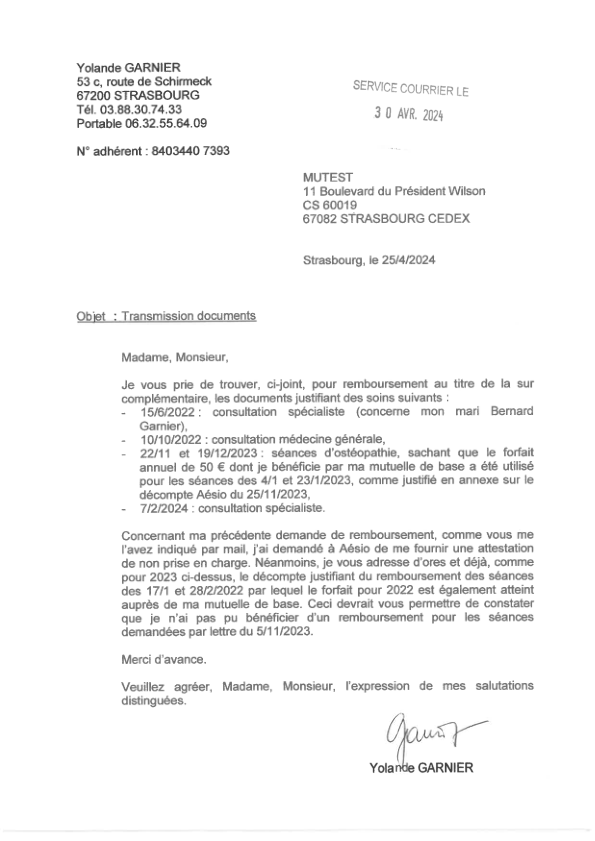 Yolande GARNIER
53 c, route de Schirmeck
67200 STRASBOURG
Tél. 03.88.30.74.33
Portable 06.32.55.64.09
N° adhérent : 8403440 7393
SERVICE COURRIER LE
30 AVR. 2024
MUTEST
11 Boulevard du Président Wilson
CS 60019
67082 STRASBOURG CEDEX
Strasbourg, le 25/4/2024
Objet : Transmission documents
Madame, Monsieur,
Je vous prie de trouver, ci-joint, pour remboursement au titre de la sur
complémentaire, les documents justifiant des soins suivants :
- 15/6/2022 : consultation spécialiste (concerne mon mari Bernard
Garnier),
- 10/10/2022 : consultation médecine générale,
- 22/11 et 19/12/2023 : séances d'ostéopathie, sachant que le forfait
annuel de 50 € dont je bénéficie par ma mutuelle de base a été utilisé
pour les séances des 4/1 et 23/1/2023, comme justifié en annexe sur le
décompte Aésio du 25/11/2023,
- 7/2/2024 : consultation spécialiste.
Concernant ma précédente demande de remboursement, comme vous me
l'avez indiqué par mail, j'ai demandé à Aésio de me fournir une attestation
de non prise en charge. Néanmoins, je vous adresse d'ores et déjà, comme
pour 2023 ci-dessus, le décompte justifiant du remboursement des séances
des 17/1 et 28/2/2022 par lequel le forfait pour 2022 est également atteint
auprès de ma mutuelle de base. Ceci devrait vous permettre de constater
que je n'ai pas pu bénéficier d'un remboursement pour les séances
demandées par lettre du 5/11/2023.
Merci d'avance.
Veuillez agréer, Madame, Monsieur, l'expression de mes salutations
distinguées.
Yolande GARNIER